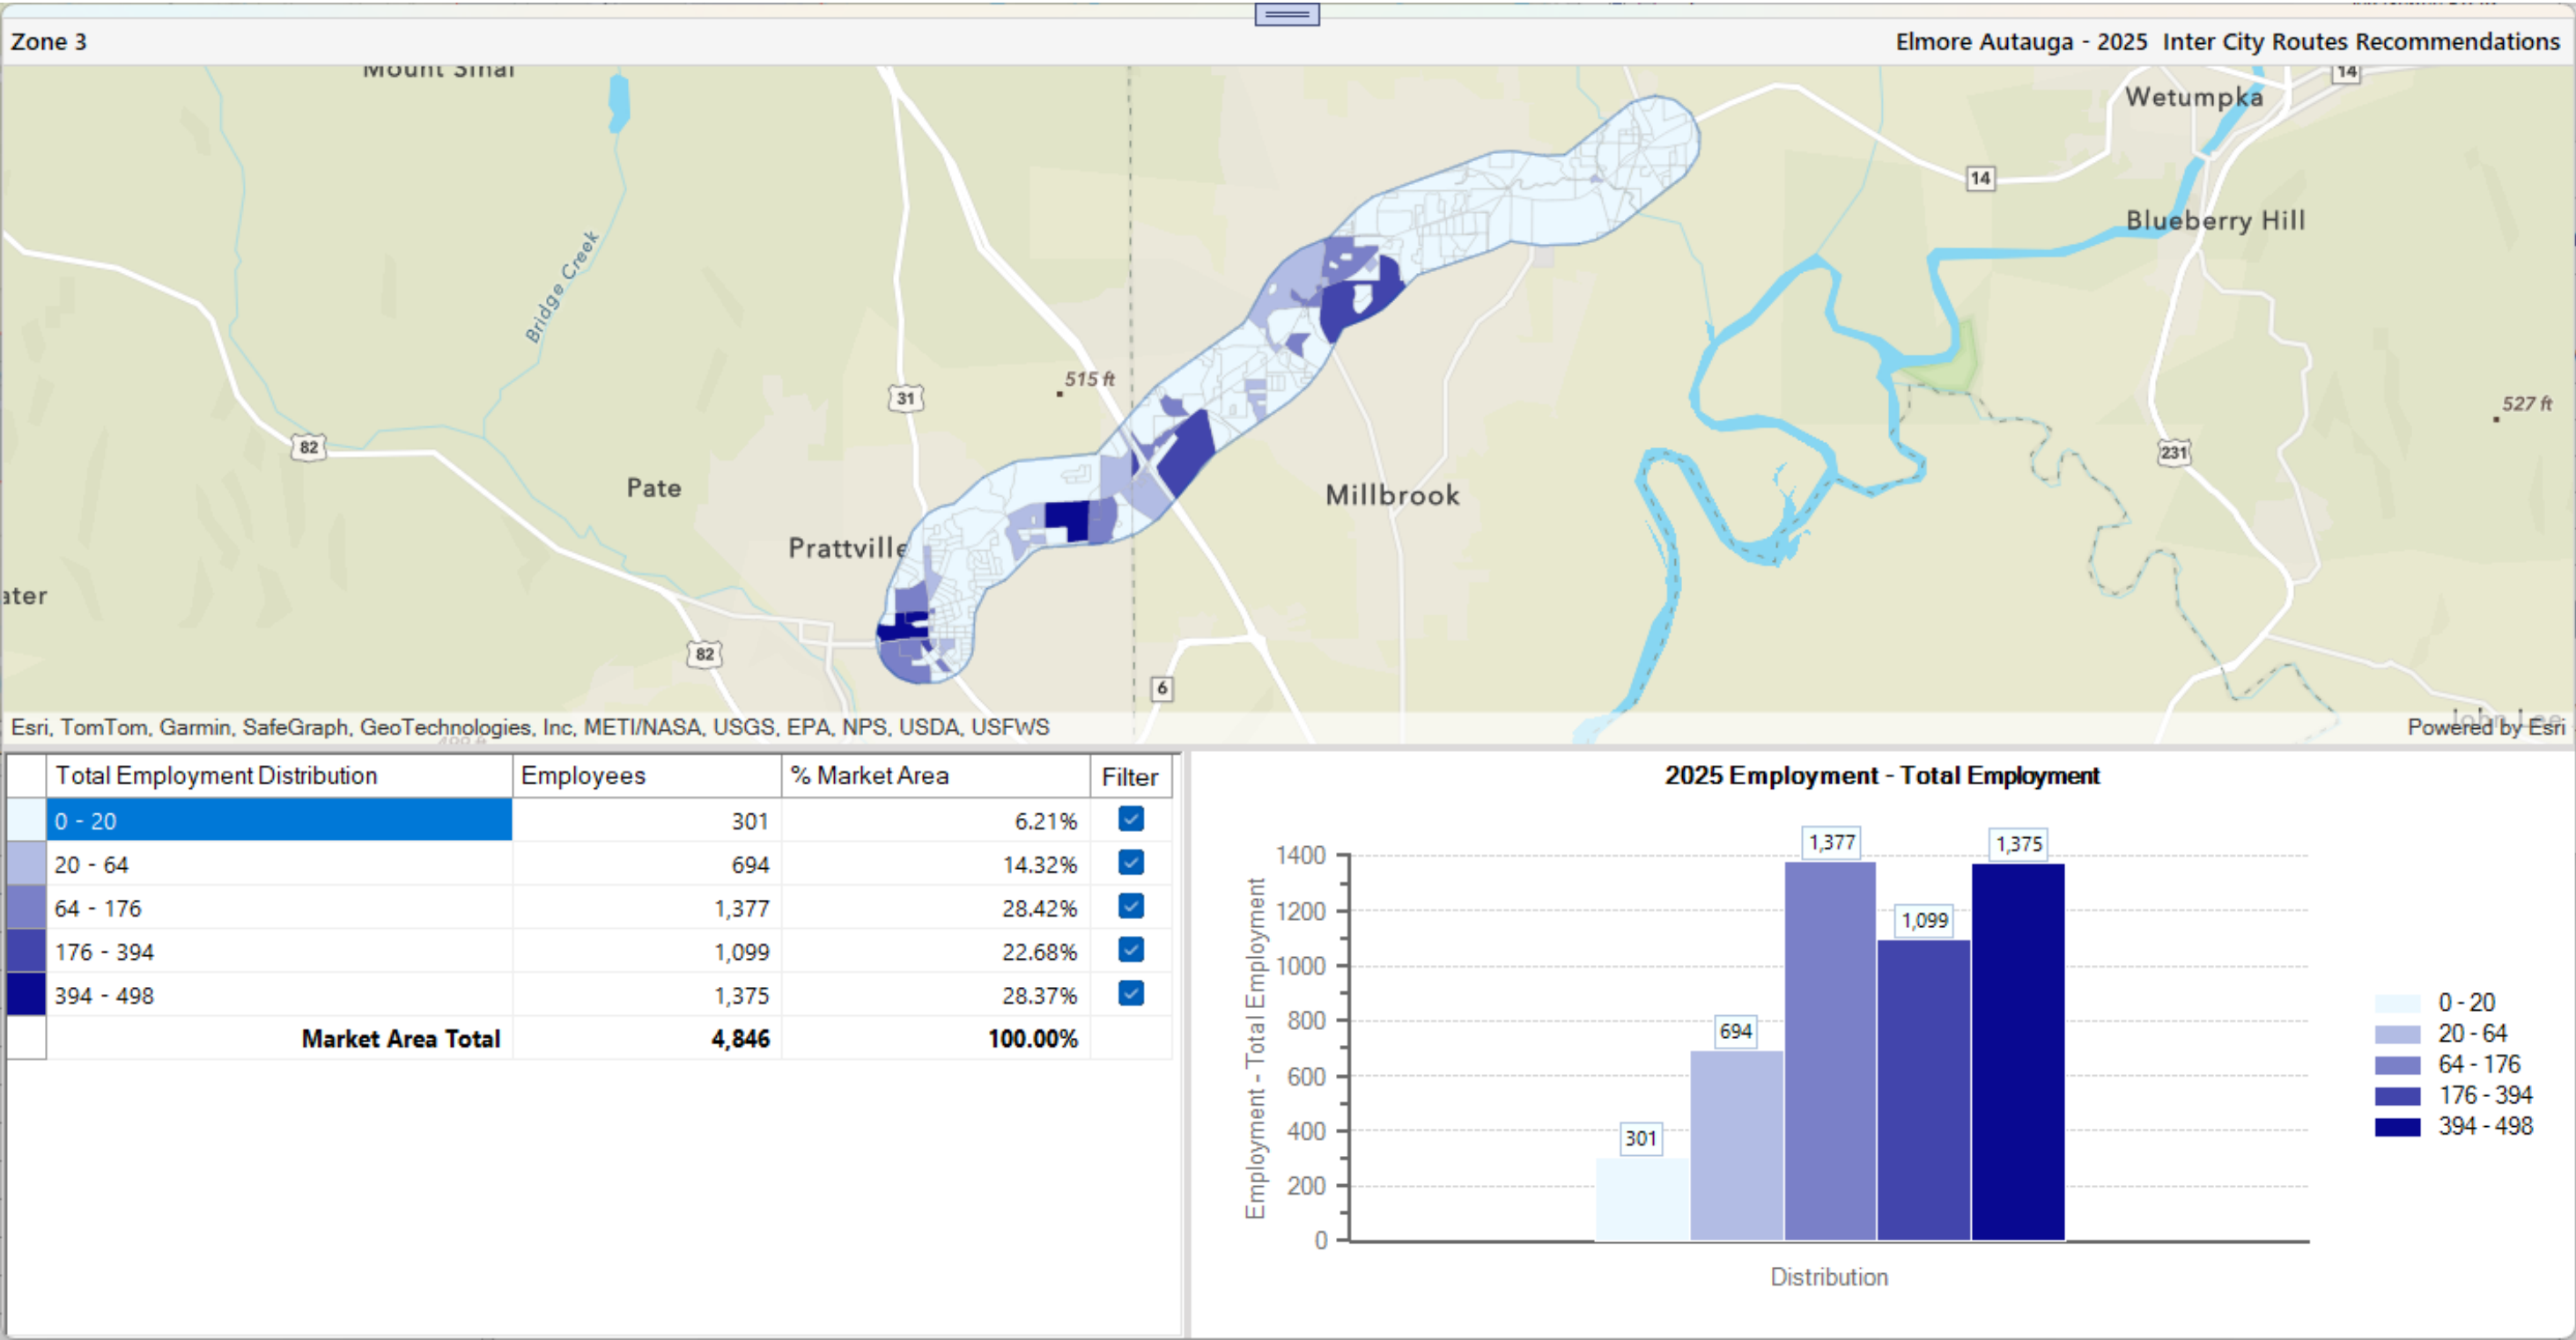 Zone 3
Elmore Autauga - 2025  Inter City Routes Recommendations
Mount Sinai
14
Wetumpka
14
Blueberry Hill
Bridge Creek
515 ft
31
527 ft
82
231
Pate
Millbrook
Prattville
ater
82
6
Esri, TomTom, Garmin, SafeGraph, GeoTechnologies, Inc, METI/NASA, USGS, EPA, NPS, USDA, USFWS
Powered by Esri
Total Employment Distribution Employees % Market Area Filter
0 - 20 301 6.21%
20 - 64 694 14.32%
64 - 176 1,377 28.42%
176 - 394 1,099 22.68%
394 - 498 1,375 28.37%
Market Area Total 4,846 100.00%
2025 Employment - Total Employment
Employment - Total Employment
1400
1200
1000
800
600
400
200
0
301
694
1,377
1,099
1,375
Distribution
0 - 20
20 - 64
64 - 176
176 - 394
394 - 498